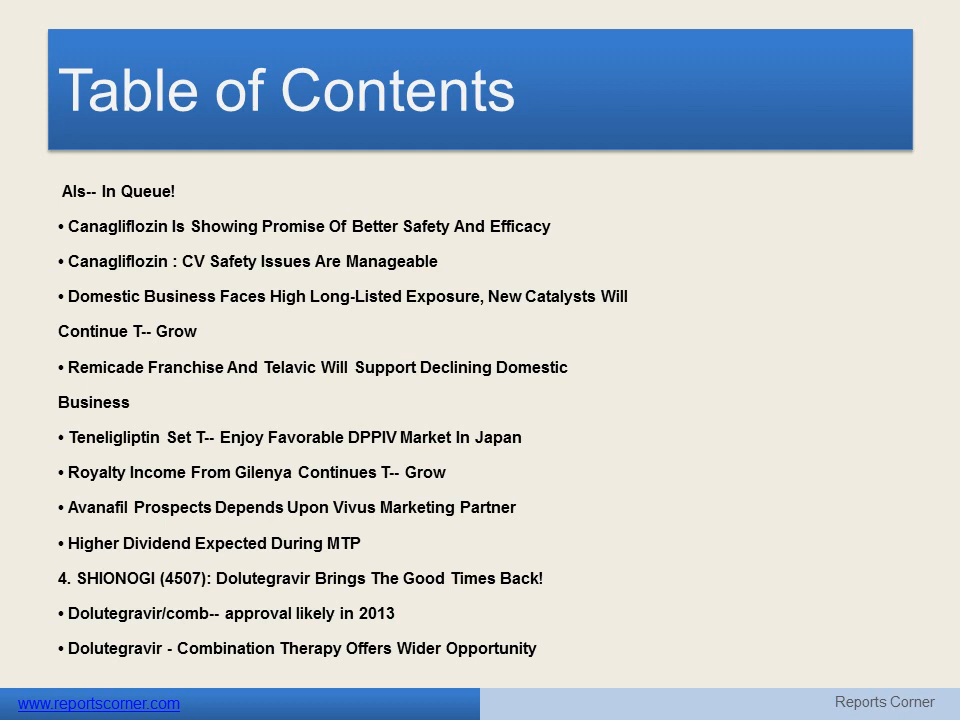 Table of Contents
Als-- In Queue!
• Canagliflozin Is Showing Promise Of Better Safety And Efficacy
• Canagliflozin : CV Safety Issues Are Manageable
• Domestic Business Faces High Long-Listed Exposure, New Catalysts Will
Continue T-- Grow
• Remicade Franchise And Telavic Will Support Declining Domestic
Business
• Teneligliptin Set T-- Enjoy Favorable DPPIV Market In Japan
• Royalty Income From Gilenya Continues T-- Grow
• Avanafil Prospects Depends Upon Vivus Marketing Partner
• Higher Dividend Expected During MTP
4. SHIONOGI (4507): Dolutegravir Brings The Good Times Back!
• Dolutegravir/comb-- approval likely in 2013
• Dolutegravir - Combination Therapy Offers Wider Opportunity
www.reportscorner.com
Reports Corner